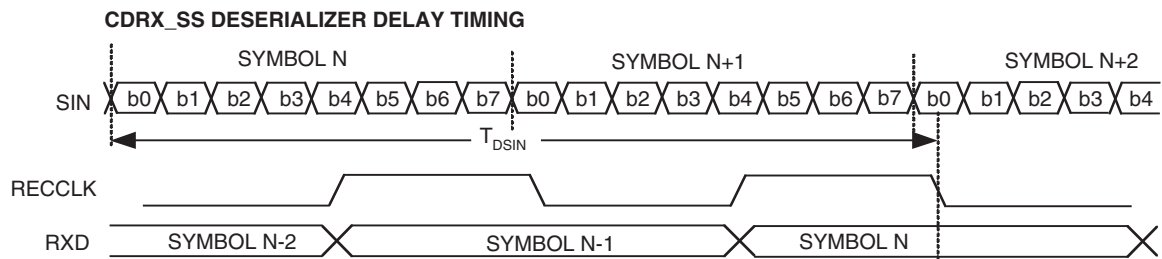 CDRX_SS DESERIALIZER DELAY TIMING
SYMBOL N SYMBOL N+1 SYMBOL N+2
SIN b0 b1 b2 b3 b4 b5 b6 b7 b0 b1 b2 b3 b4 b5 b6 b7 b0 b1 b2 b3 b4
TDSIN
RECCLK
RXD SYMBOL N-2 SYMBOL N-1 SYMBOL N